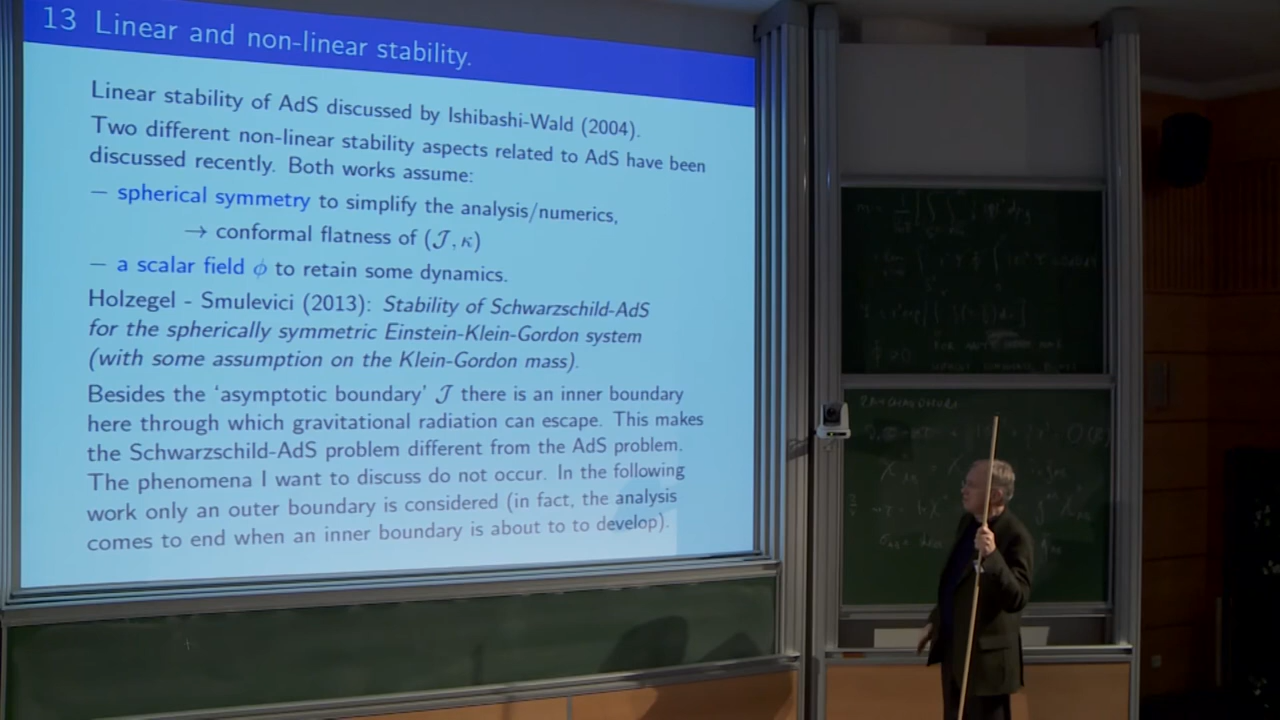 13 Linear and non-linear stability.
Linear stability of AdS discussed by Ishibashi-Wald (2004).
Two different non-linear stability aspects related to AdS have been
discussed recently. Both works assume:
– spherical symmetry to simplify the analysis/numerics,
→ conformal flatness of (𝒥, κ)
– a scalar field ϕ to retain some dynamics.
Holzegel - Smulevici (2013): Stability of Schwarzschild-AdS
for the spherically symmetric Einstein-Klein-Gordon system
(with some assumption on the Klein-Gordon mass).
Besides the ‘asymptotic boundary’ 𝒥 there is an inner boundary
here through which gravitational radiation can escape. This makes
the Schwarzschild-AdS problem different from the AdS problem.
The phenomena I want to discuss do not occur. In the following
work only an outer boundary is considered (in fact, the analysis
comes to end when an inner boundary is about to to develop).